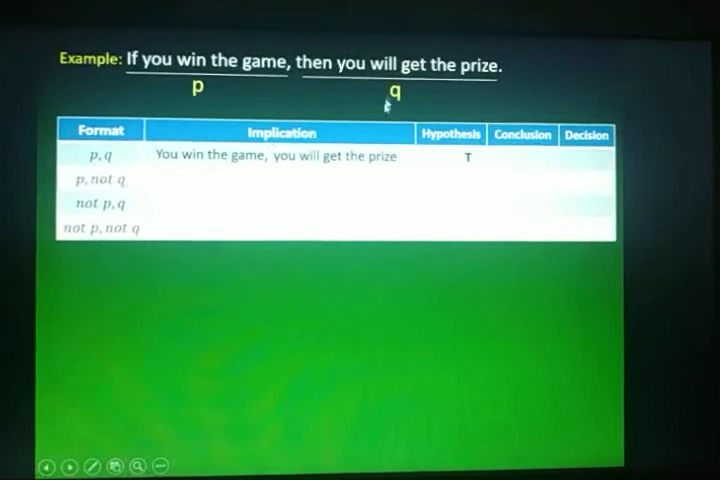 Example: If you win the game, then you will get the prize.
p q
Format Implication Hypothesis Conclusion Decision
p, q You win the game, you will get the prize T
p, not q
not p, q
not p, not q